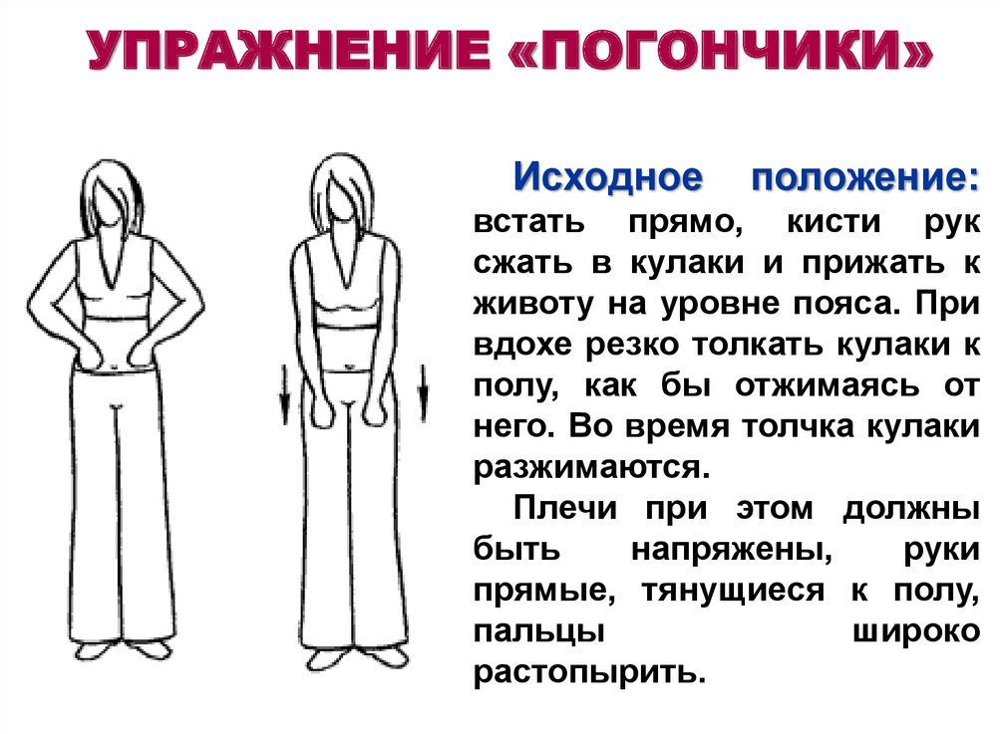 УПРАЖНЕНИЕ «ПОГОНЧИКИ»
Исходное положение:
встать прямо, кисти рук
сжать в кулаки и прижать к
животу на уровне пояса. При
вдохе резко толкать кулаки к
полу, как бы отжимаясь от
него. Во время толчка кулаки
разжимаются.
Плечи при этом должны
быть напряжены, руки
прямые, тянущиеся к полу,
пальцы широко
растопырить.